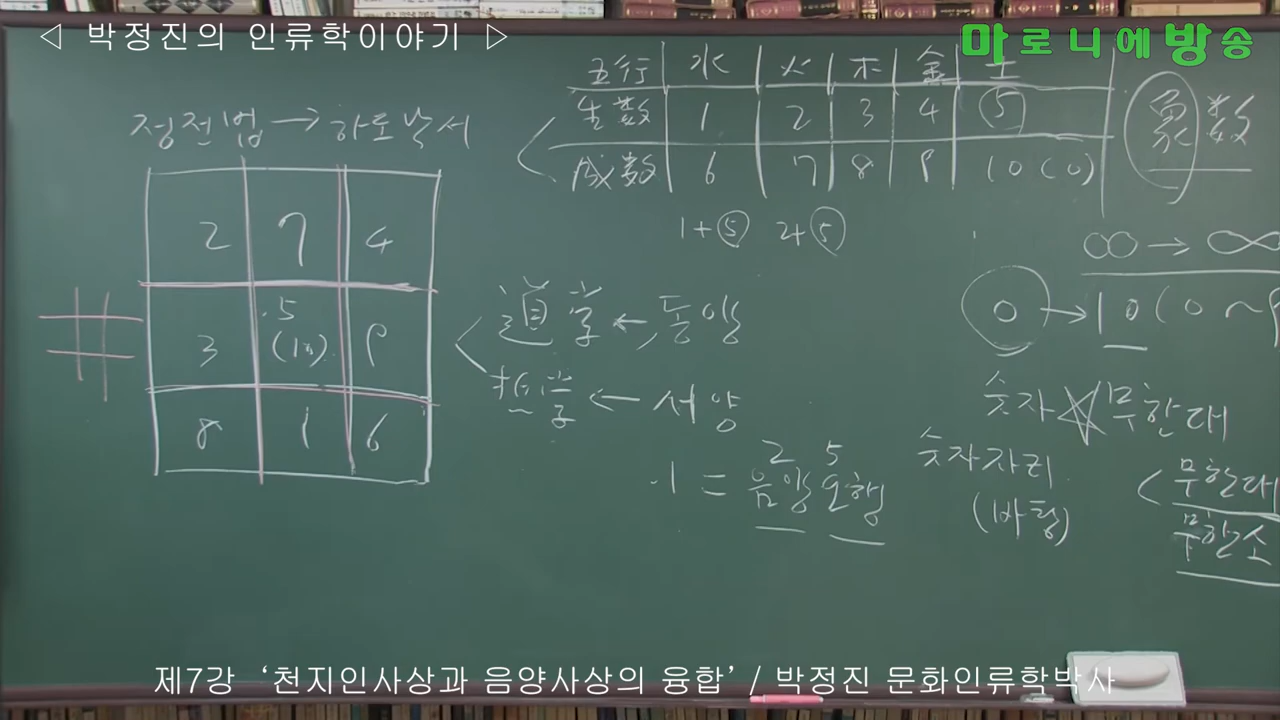 ◁ 박정진의 인류학이야기 ▷
마로니에방송
정전법 → 하도낙서
2 7 4
3 5 (10) 9
8 1 6
五行 水 火 木 金 土
生数 1 2 3 4 ⑤
成数 6 7 8 9 10(0)
1+⑤ 2+⑤
象数
∞ → ∞
0 → 10(0~9
道学 ← 동양
哲学 ← 서양
숫자 무한대
숫자자리
(바탕)
무한대
무한소
2 5
1 = 음양오행
제7강 ‘천지인사상과 음양사상의 융합’ / 박정진 문화인류학박사